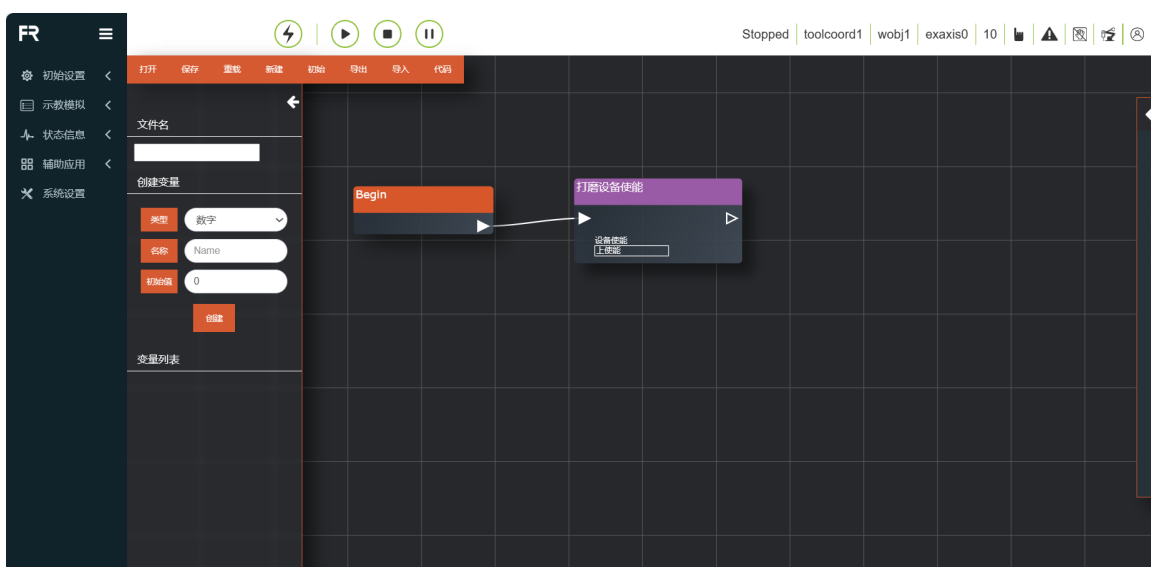 FR
Stopped toolcoord1 wobj1 exaxis0 10
打开 保存 重载 新建 初始 导出 导入 代码
初始设置
示教模拟
状态信息
辅助应用
系统设置
文件名
创建变量
类型 数字
名称 Name
初始值 0
创建
变量列表
Begin
打磨设备使能
设备使能
上使能